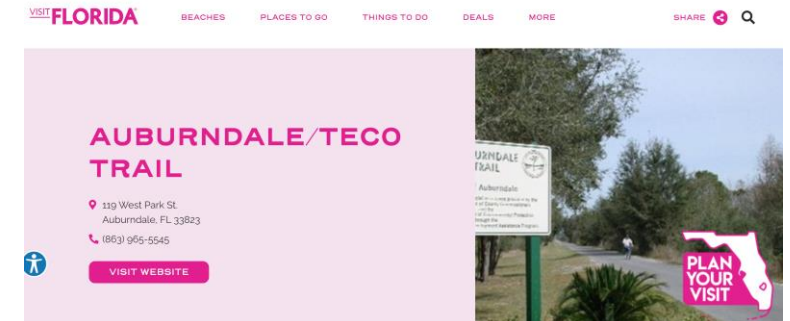 VISIT FLORIDA
BEACHES
PLACES TO GO
THINGS TO DO
DEALS
MORE
SHARE
AUBURNDALE/TECO
TRAIL
119 West Park St.
Auburndale, FL 33823
(863) 965-5545
VISIT WEBSITE
URNDALE
TRAIL
Auburndale
PLAN
YOUR
VISIT